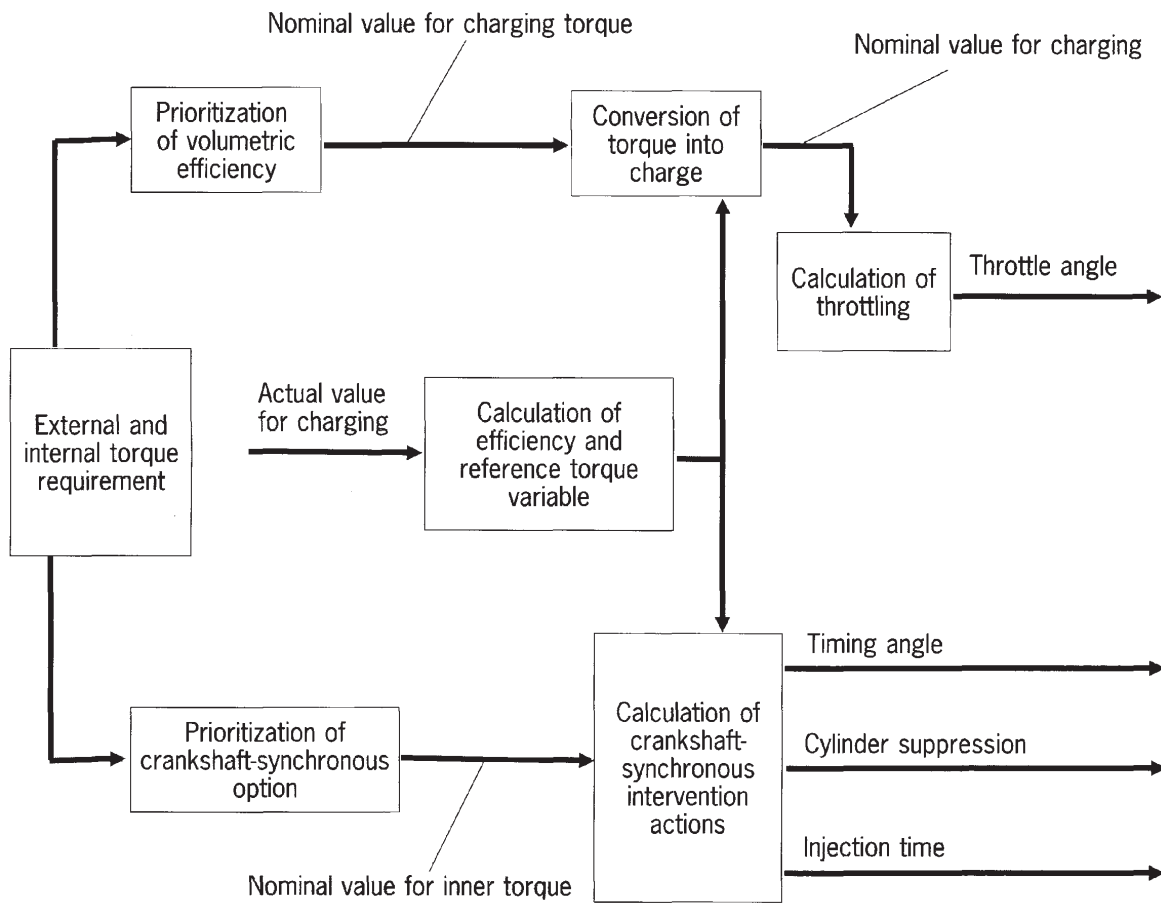 Nominal value for charging torque
Nominal value for charging
Prioritization
of volumetric
efficiency
Conversion of
torque into
charge
Calculation of
throttling
Throttle angle
External and
internal torque
requirement
Actual value
for charging
Calculation of
efficiency and
reference torque
variable
Timing angle
Prioritization of
crankshaft-synchronous
option
Calculation of
crankshaft-
synchronous
intervention
actions
Cylinder suppression
Injection time
Nominal value for inner torque